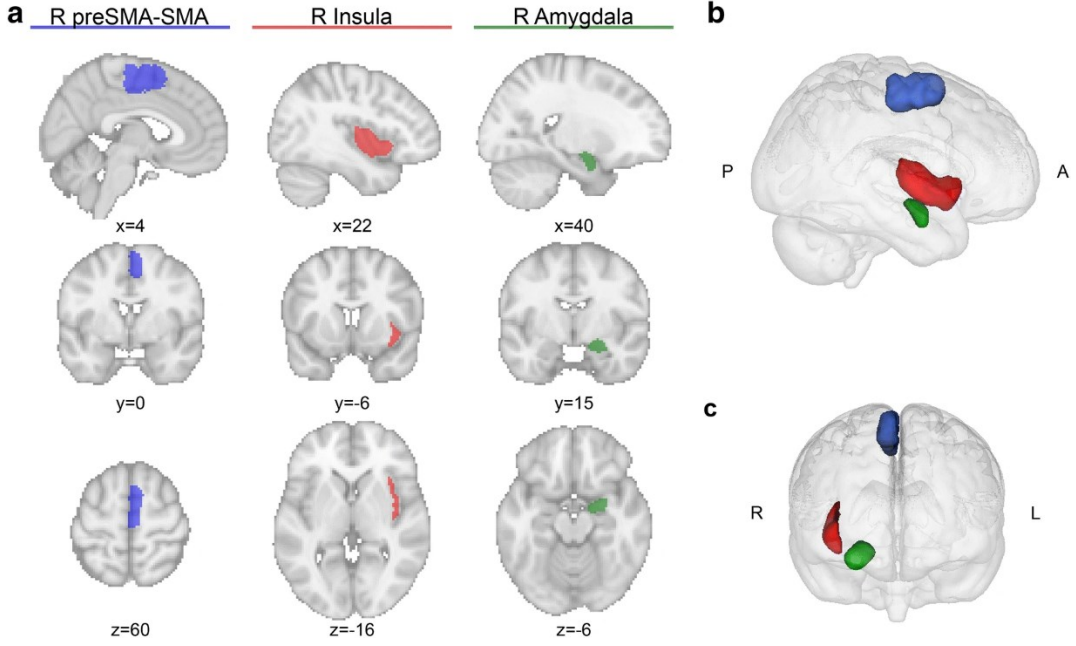 a
R preSMA-SMA R Insula R Amygdala
x=4 x=22 x=40
y=0 y=-6 y=15
z=60 z=-16 z=-6
b
P A
c
R L